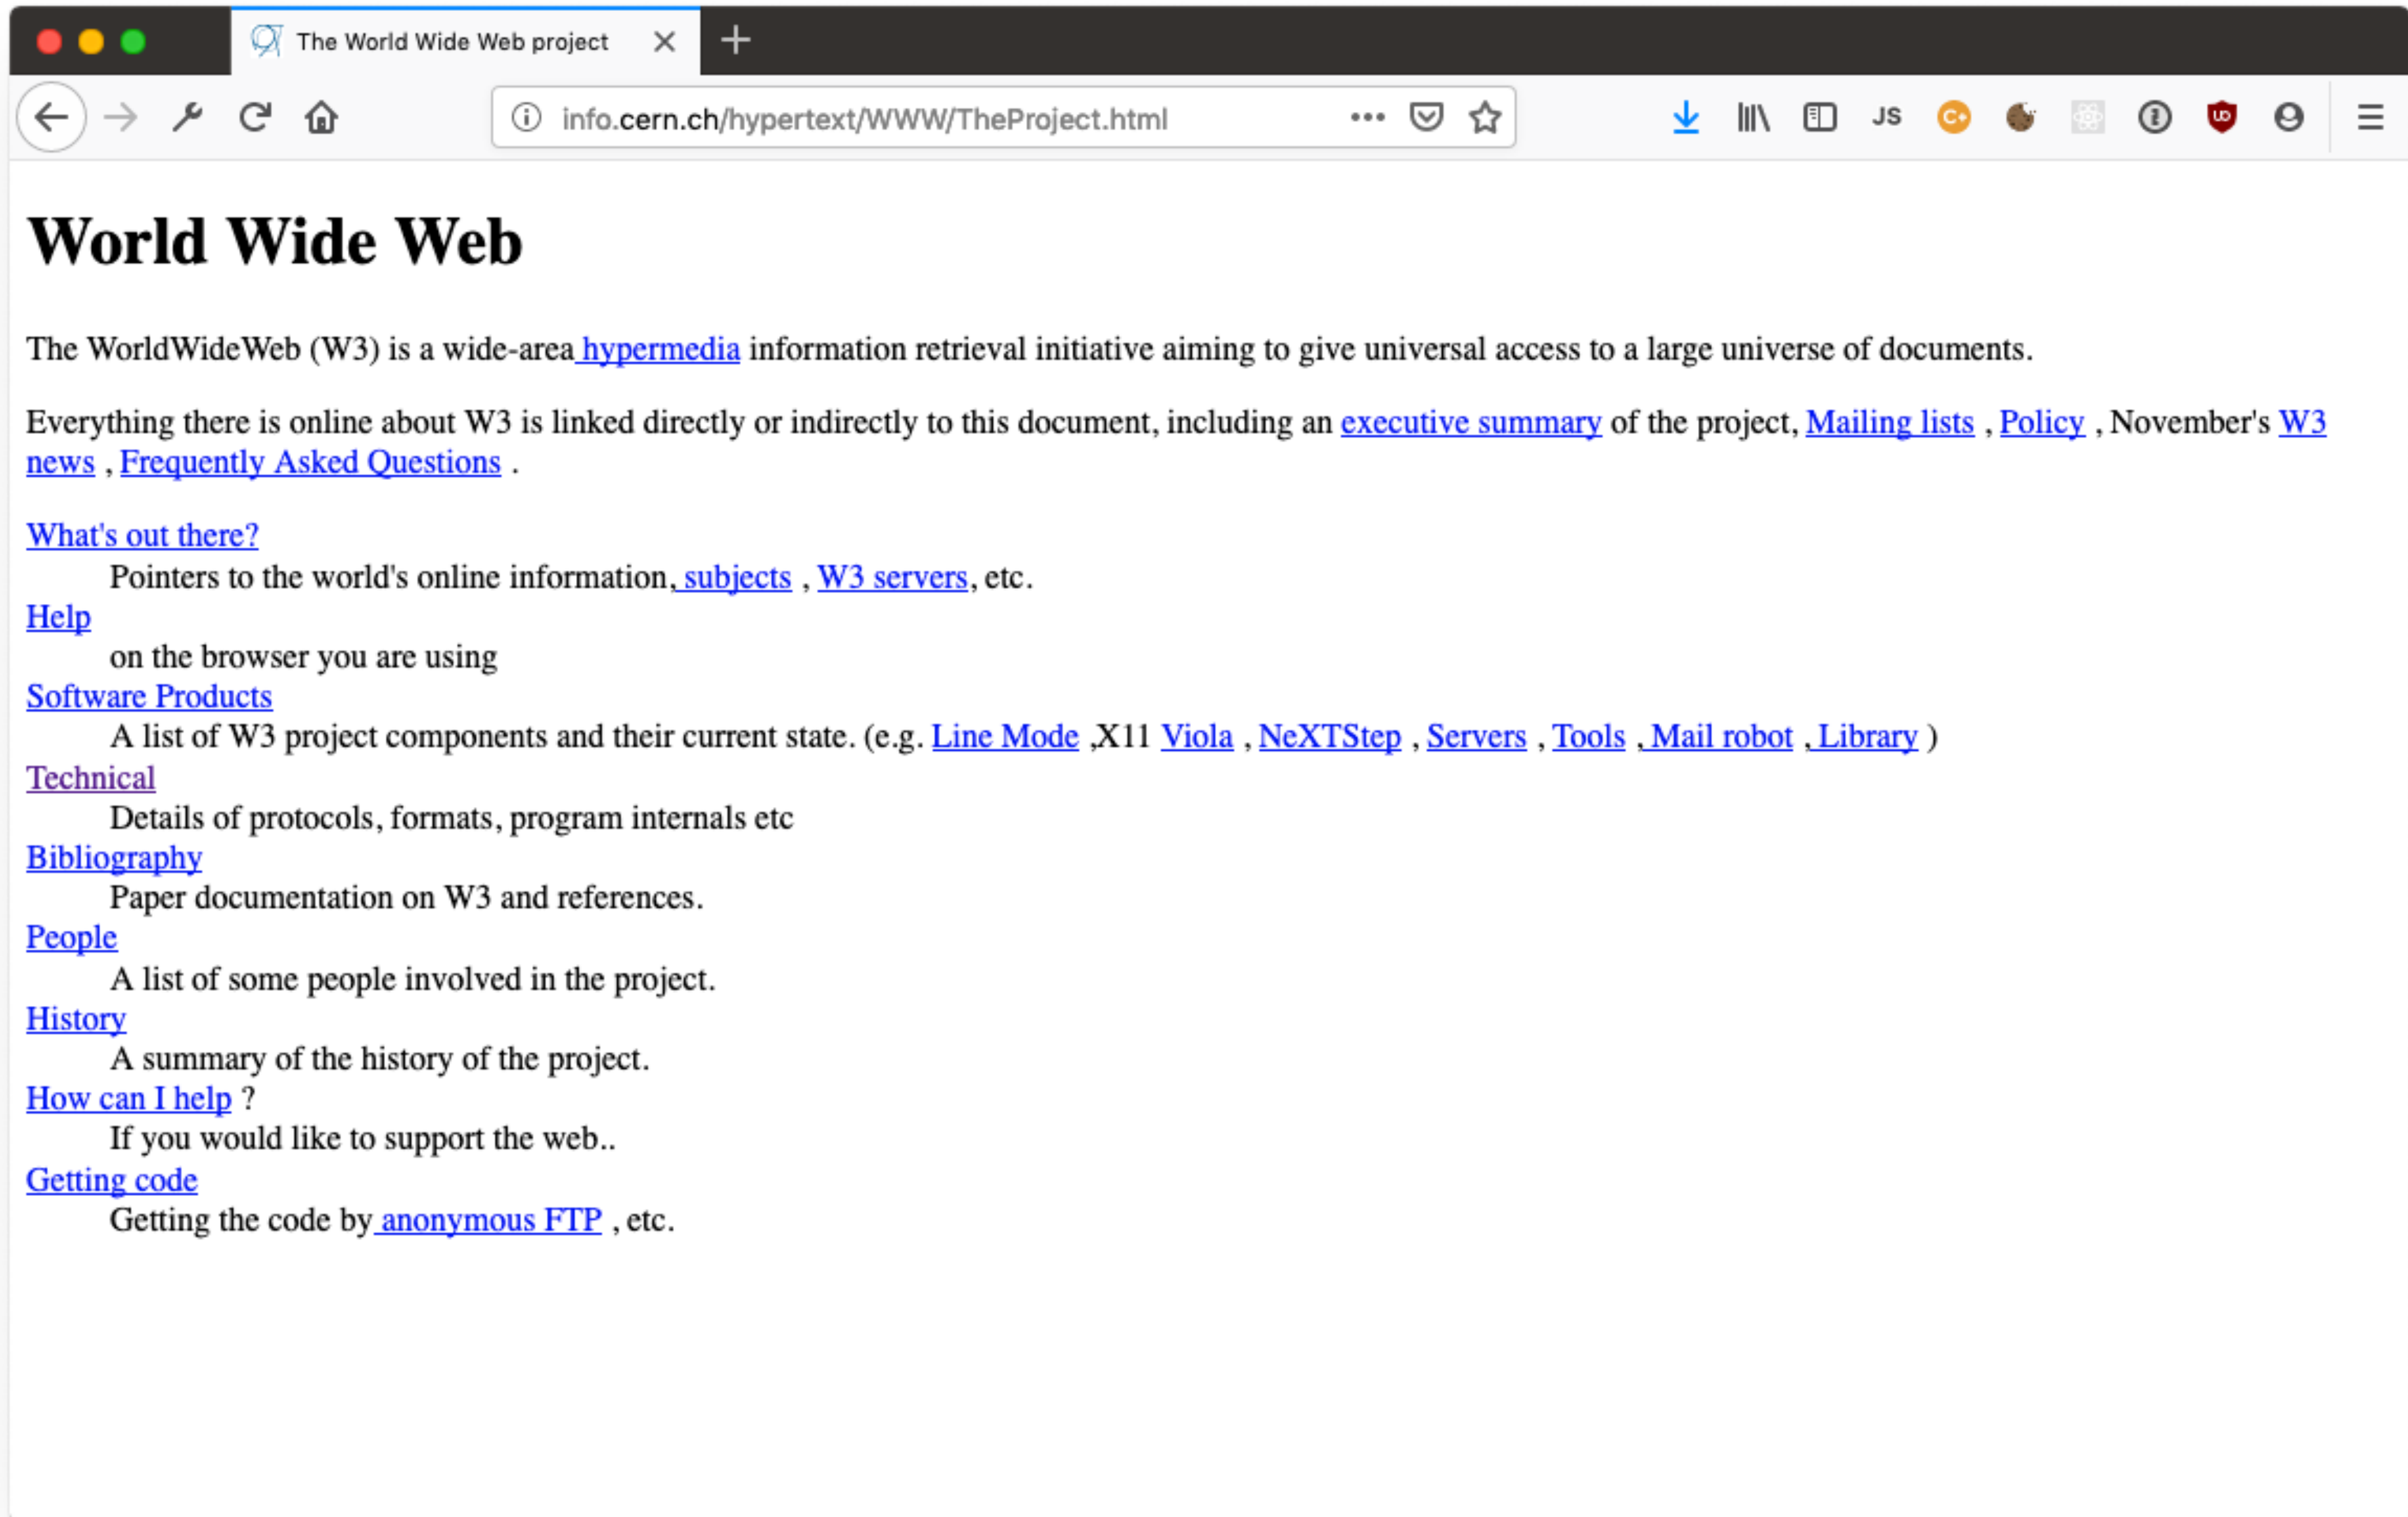 The World Wide Web project
info.cern.ch/hypertext/WWW/TheProject.html
JS
C+
World Wide Web
The WorldWideWeb (W3) is a wide-area hypermedia information retrieval initiative aiming to give universal access to a large universe of documents.
Everything there is online about W3 is linked directly or indirectly to this document, including an executive summary of the project, Mailing lists , Policy , November's W3
news , Frequently Asked Questions .
What's out there?
Pointers to the world's online information, subjects , W3 servers, etc.
Help
on the browser you are using
Software Products
A list of W3 project components and their current state. (e.g. Line Mode ,X11 Viola , NeXTStep , Servers , Tools , Mail robot , Library )
Technical
Details of protocols, formats, program internals etc
Bibliography
Paper documentation on W3 and references.
People
A list of some people involved in the project.
History
A summary of the history of the project.
How can I help ?
If you would like to support the web..
Getting code
Getting the code by anonymous FTP , etc.